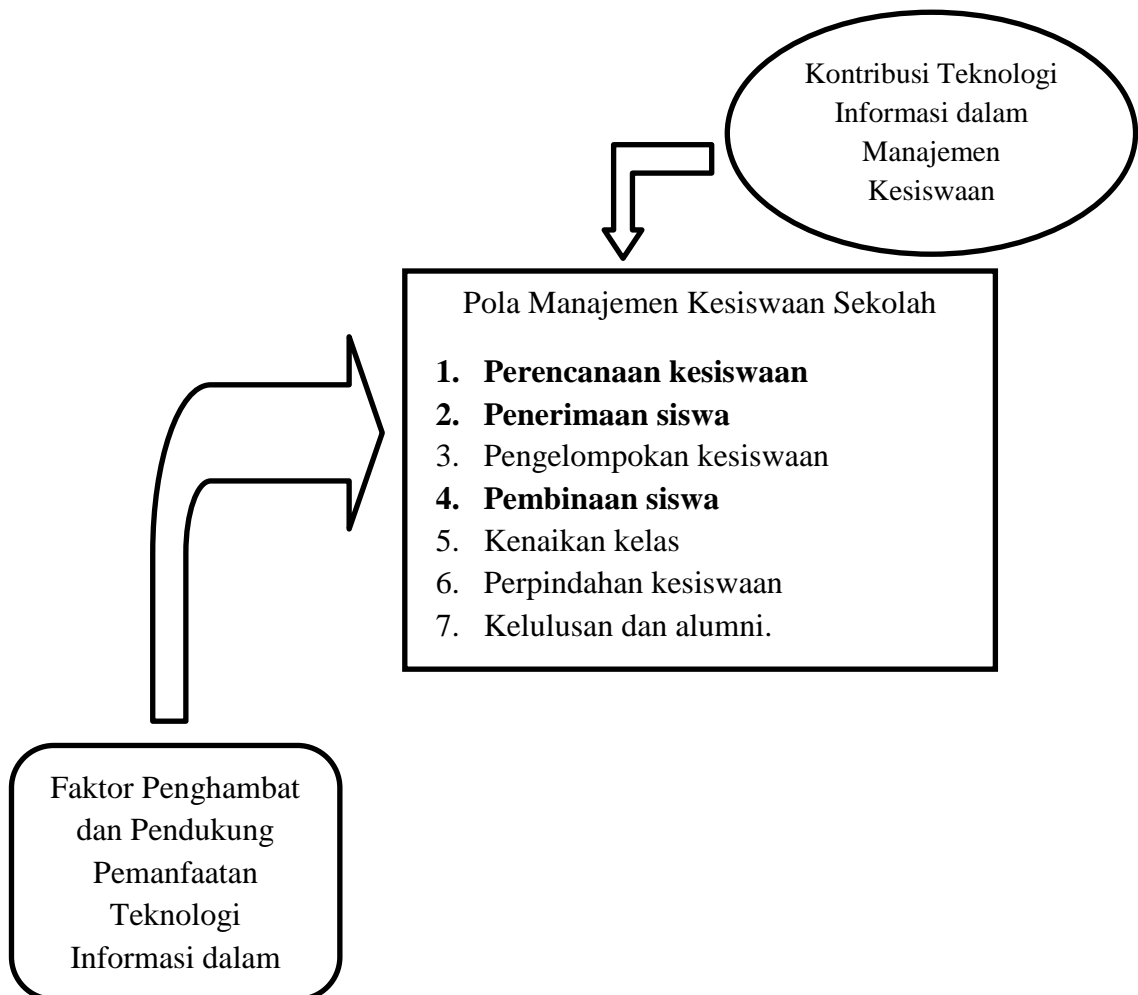 Kontribusi Teknologi
Informasi dalam
Manajemen
Kesiswaan
Pola Manajemen Kesiswaan Sekolah
1. Perencanaan kesiswaan
2. Penerimaan siswa
3. Pengelompokan kesiswaan
4. Pembinaan siswa
5. Kenaikan kelas
6. Perpindahan kesiswaan
7. Kelulusan dan alumni.
Faktor Penghambat
dan Pendukung
Pemanfaatan
Teknologi
Informasi dalam